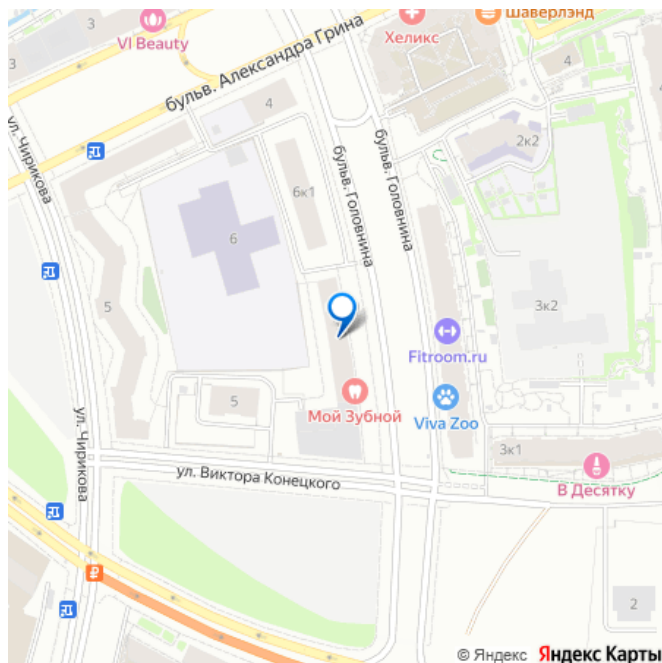 3
3
VI Beauty
Хеликс
Шаверлэнд
бульв. Александра Грина
4
4
ул. Чирикова
2к2
бульв. Головнина
бульв. Головнина
6к1
6
5
3к2
Fitroom.ru
5
Мой Зубной
Viva Zoo
ул. Чирикова
3к1
ул. Виктора Конецкого
В Десятку
₽
2
© Яндекс Яндекс Карты